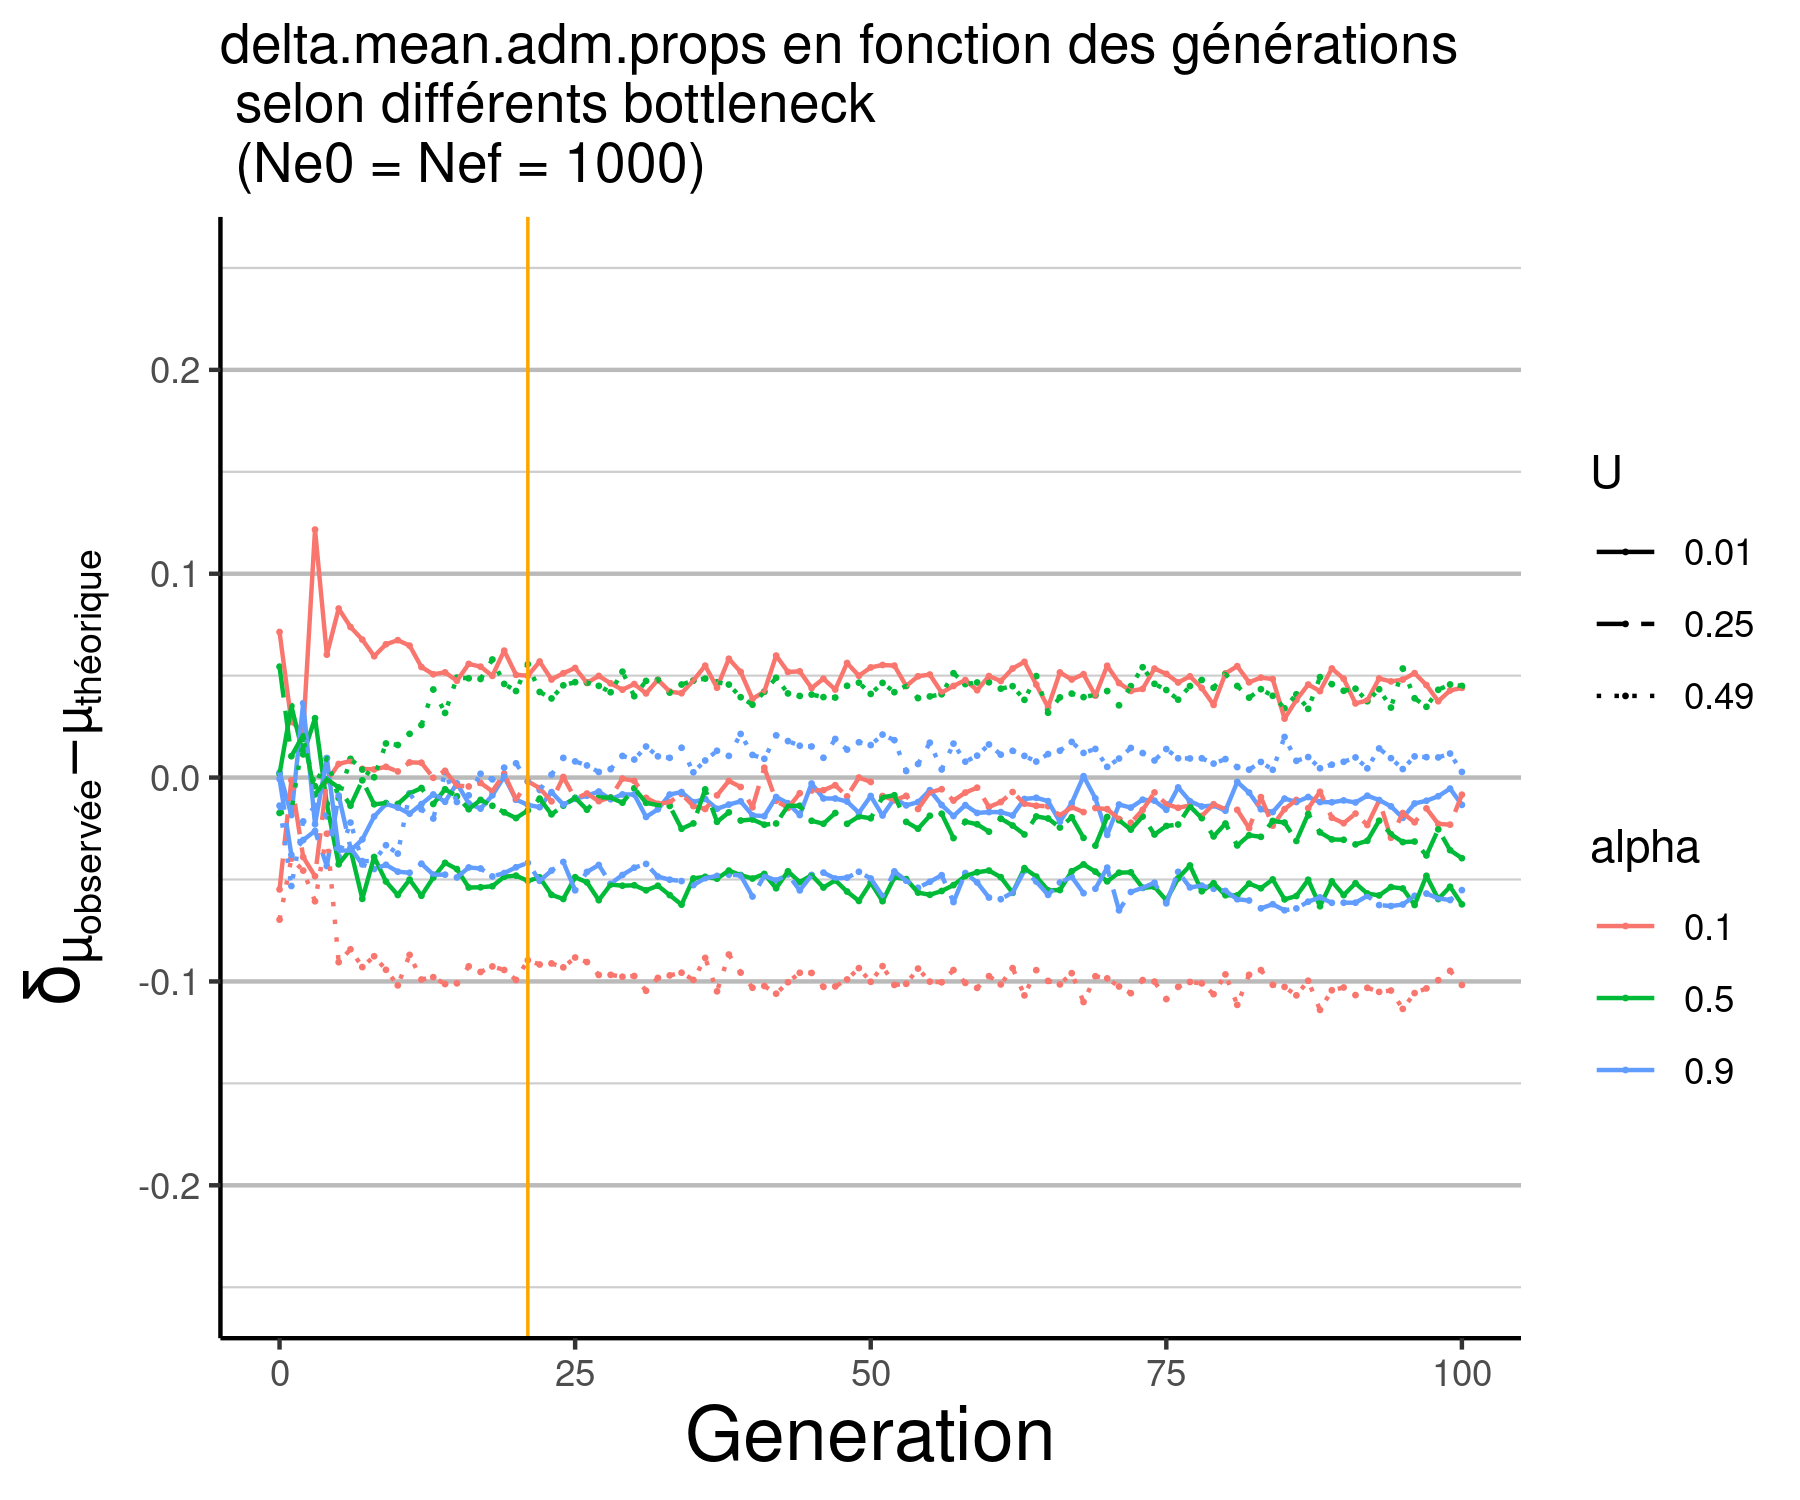 delta.mean.adm.props en fonction des générations
selon différents bottleneck
(Ne0 = Nef = 1000)
δμobservée − μthéorique
0.2
0.1
0.0
-0.1
-0.2
0
25
50
75
100
Generation
U
0.01
0.25
0.49
alpha
0.1
0.5
0.9